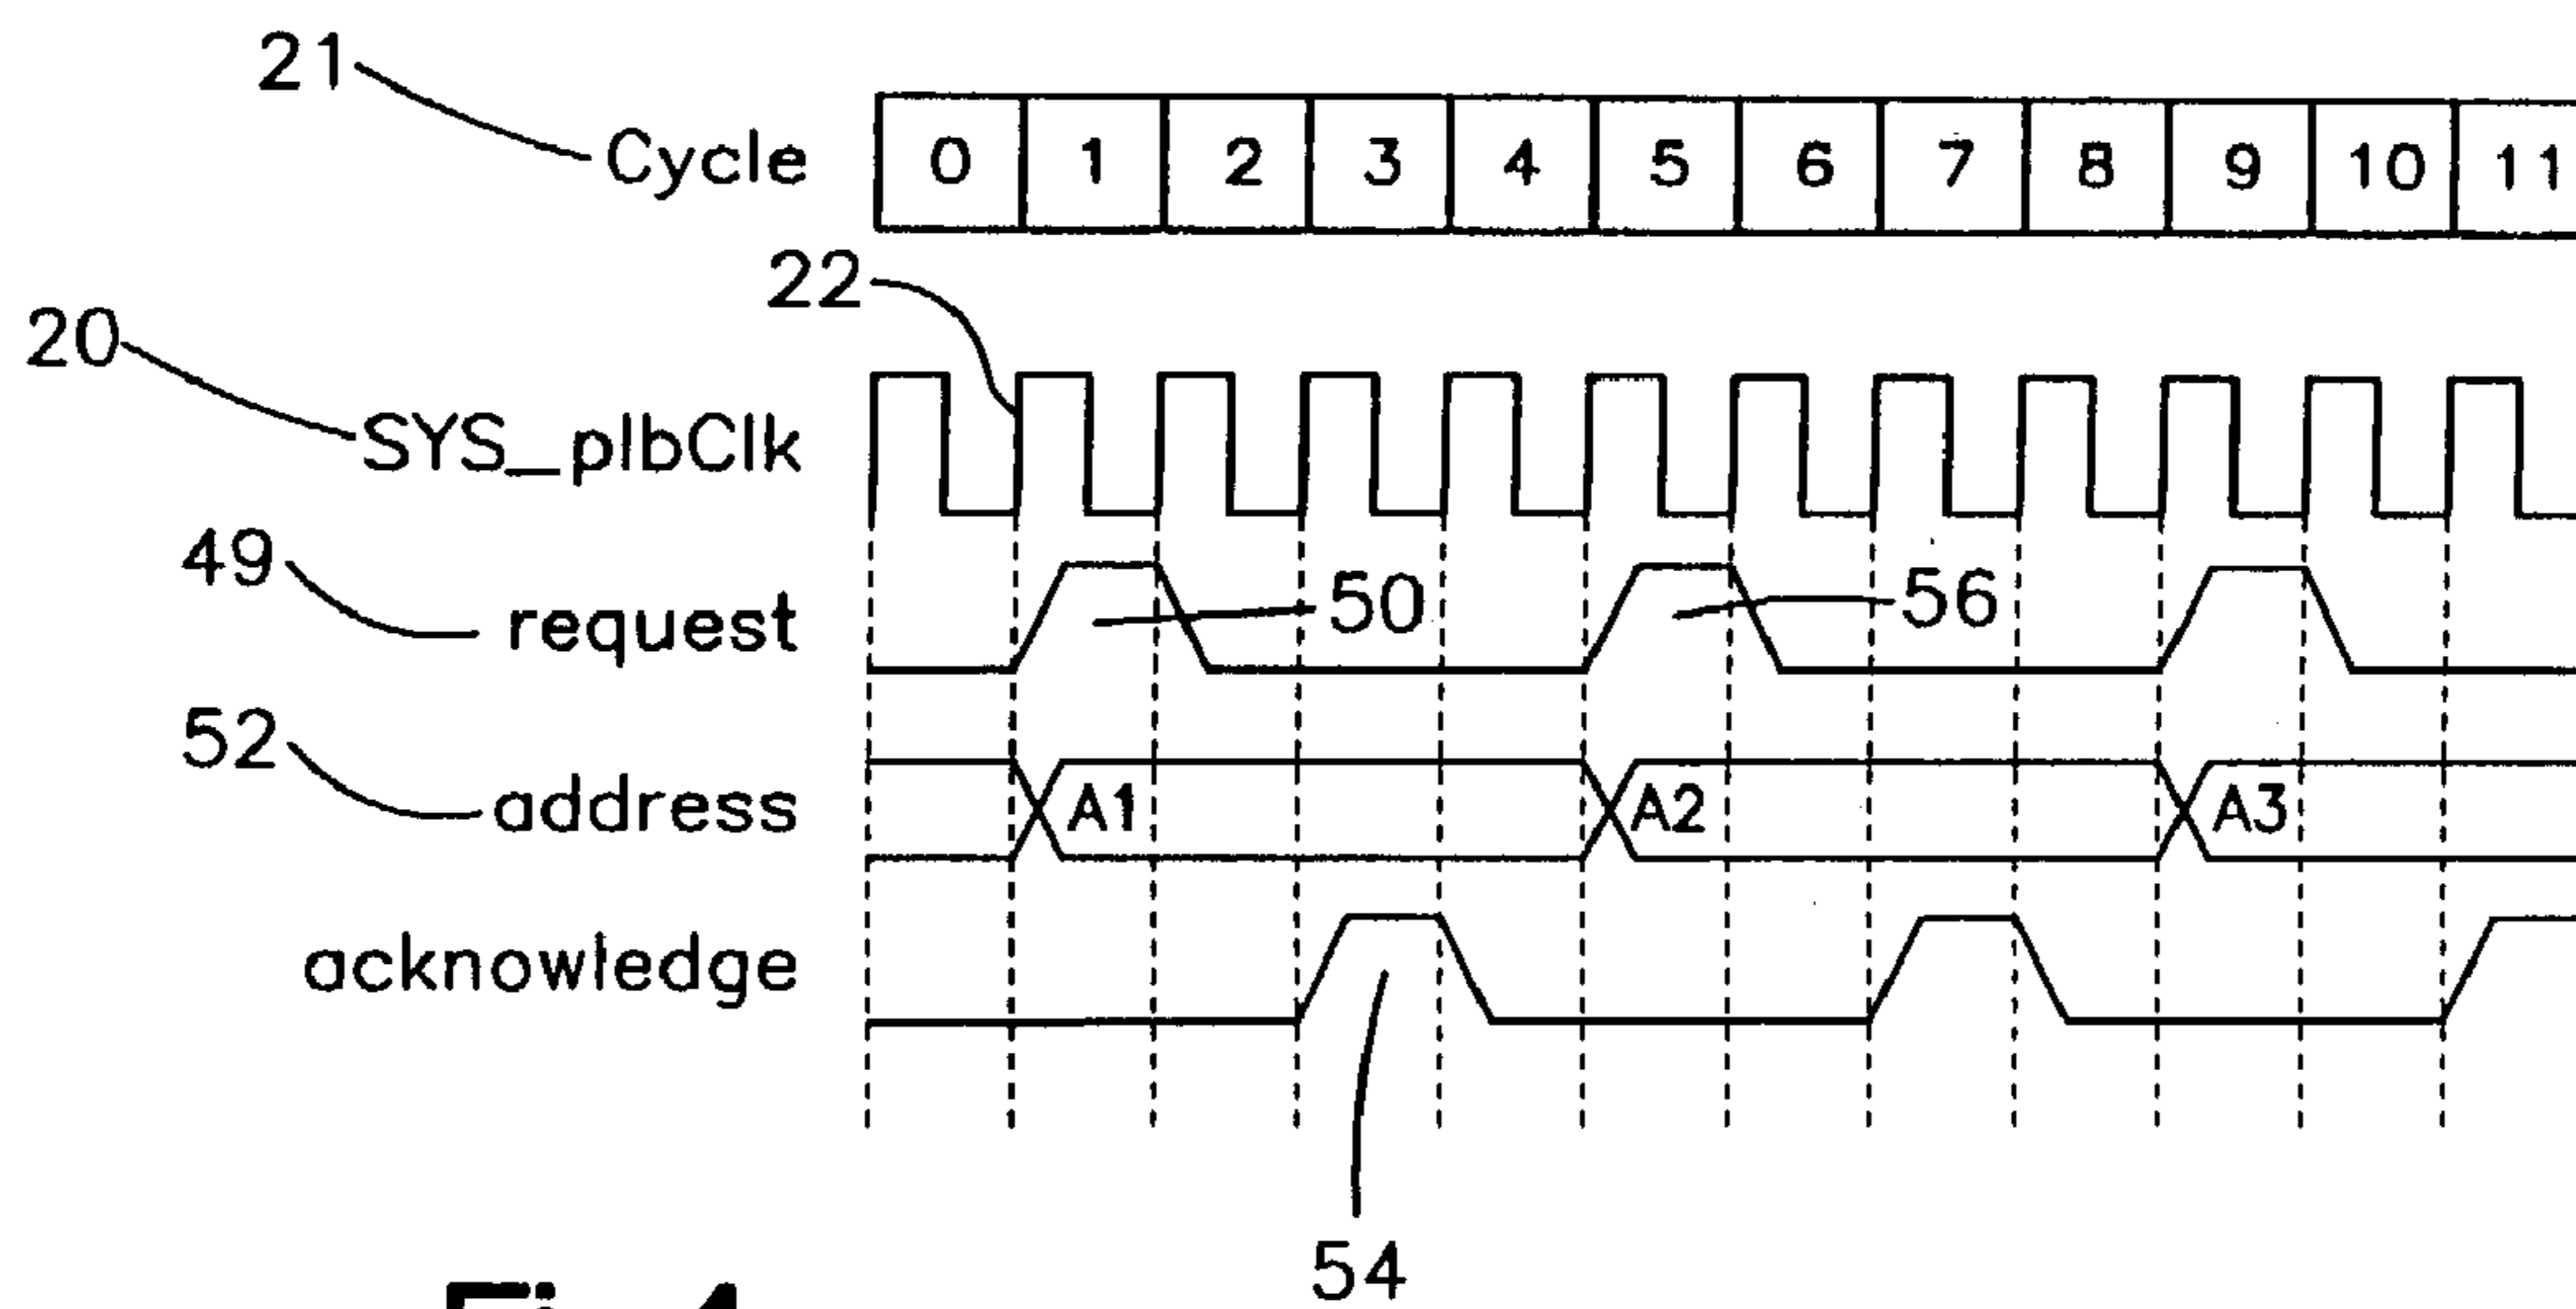 21
Cycle 0 1 2 3 4 5 6 7 8 9 10 11
22
20
SYS_plbClk
49
request 50 56
52
address A1 A2 A3
acknowledge
54